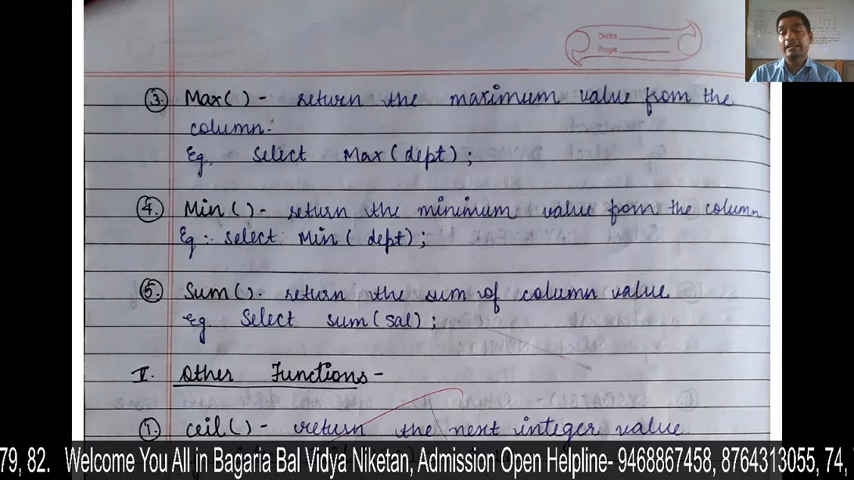 Date
Page
③ Max( ) - return the maximum value from the
column.
Eg. Select Max(dept);
④. Min( ) - return the minimum value from the column
Eg :- select Min( dept);
⑤. Sum( ). return the sum of column value
Eg. Select sum(sal);
V. Other Functions -
①. ceil( ) - return the next integer value
79, 82. Welcome You All in Bagaria Bal Vidya Niketan, Admission Open Helpline- 9468867458, 8764313055, 74,